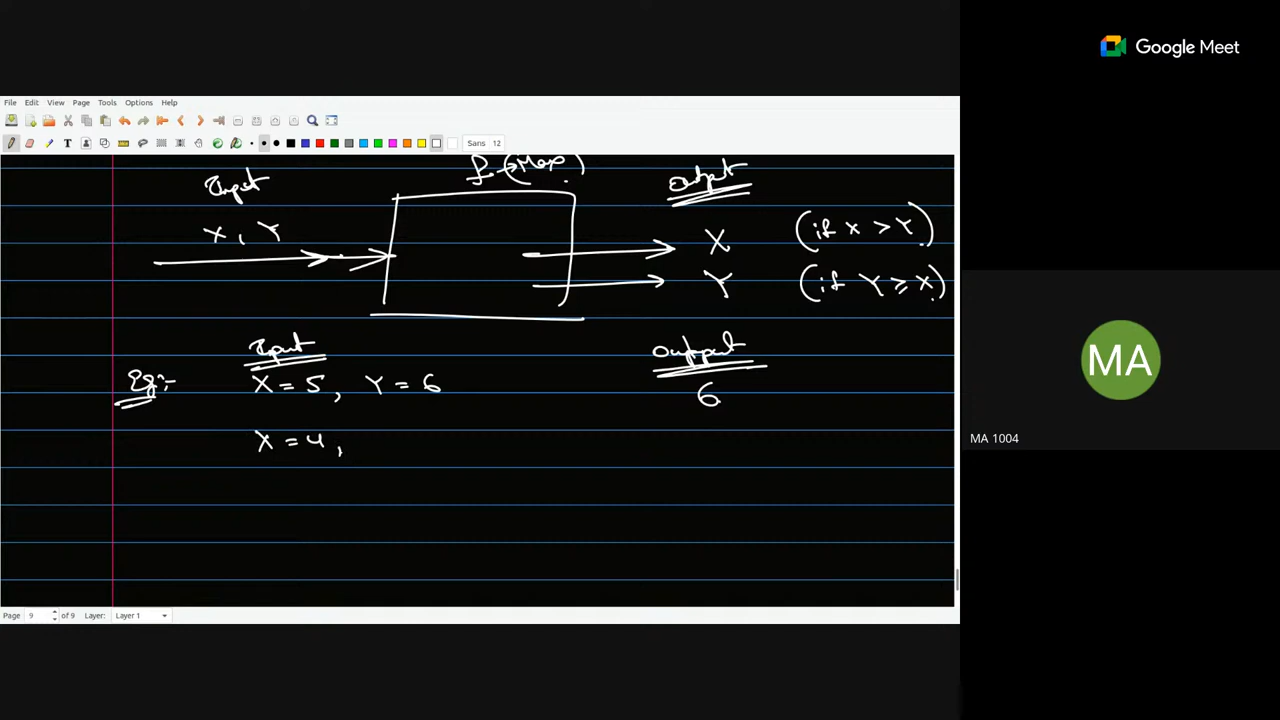 Google Meet
File Edit View Page Tools Options Help
Sans 12
fn → (Max.)
Input Output
X, Y X (if X > Y).
Y (if Y ≥ X).
Input Output
Eg:- X = 5, Y = 6 6
X = 4,
MA
MA 1004
Page 9 of 9 Layer: Layer 1